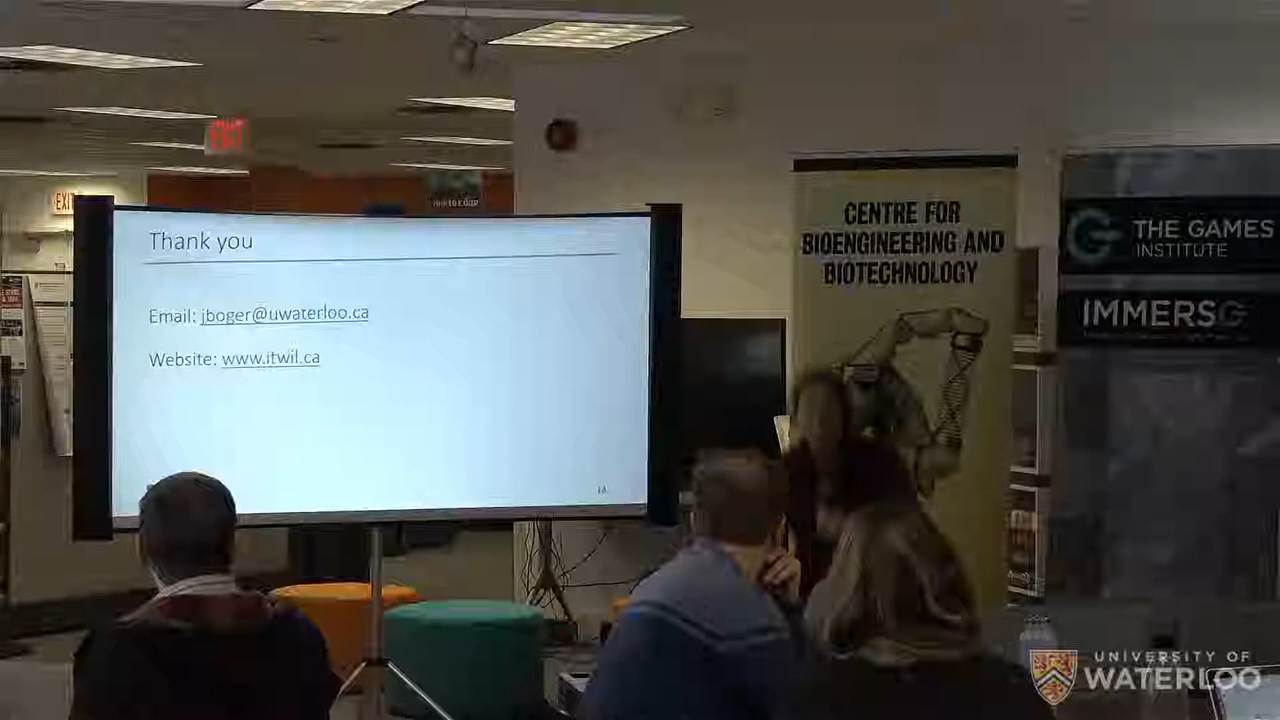 EXIT
EXIT
Thank you
Email: jboger@uwaterloo.ca
Website: www.itwil.ca
CENTRE FOR
BIOENGINEERING AND
BIOTECHNOLOGY
THE GAMES
INSTITUTE
IMMERSG
UNIVERSITY OF
WATERLOO